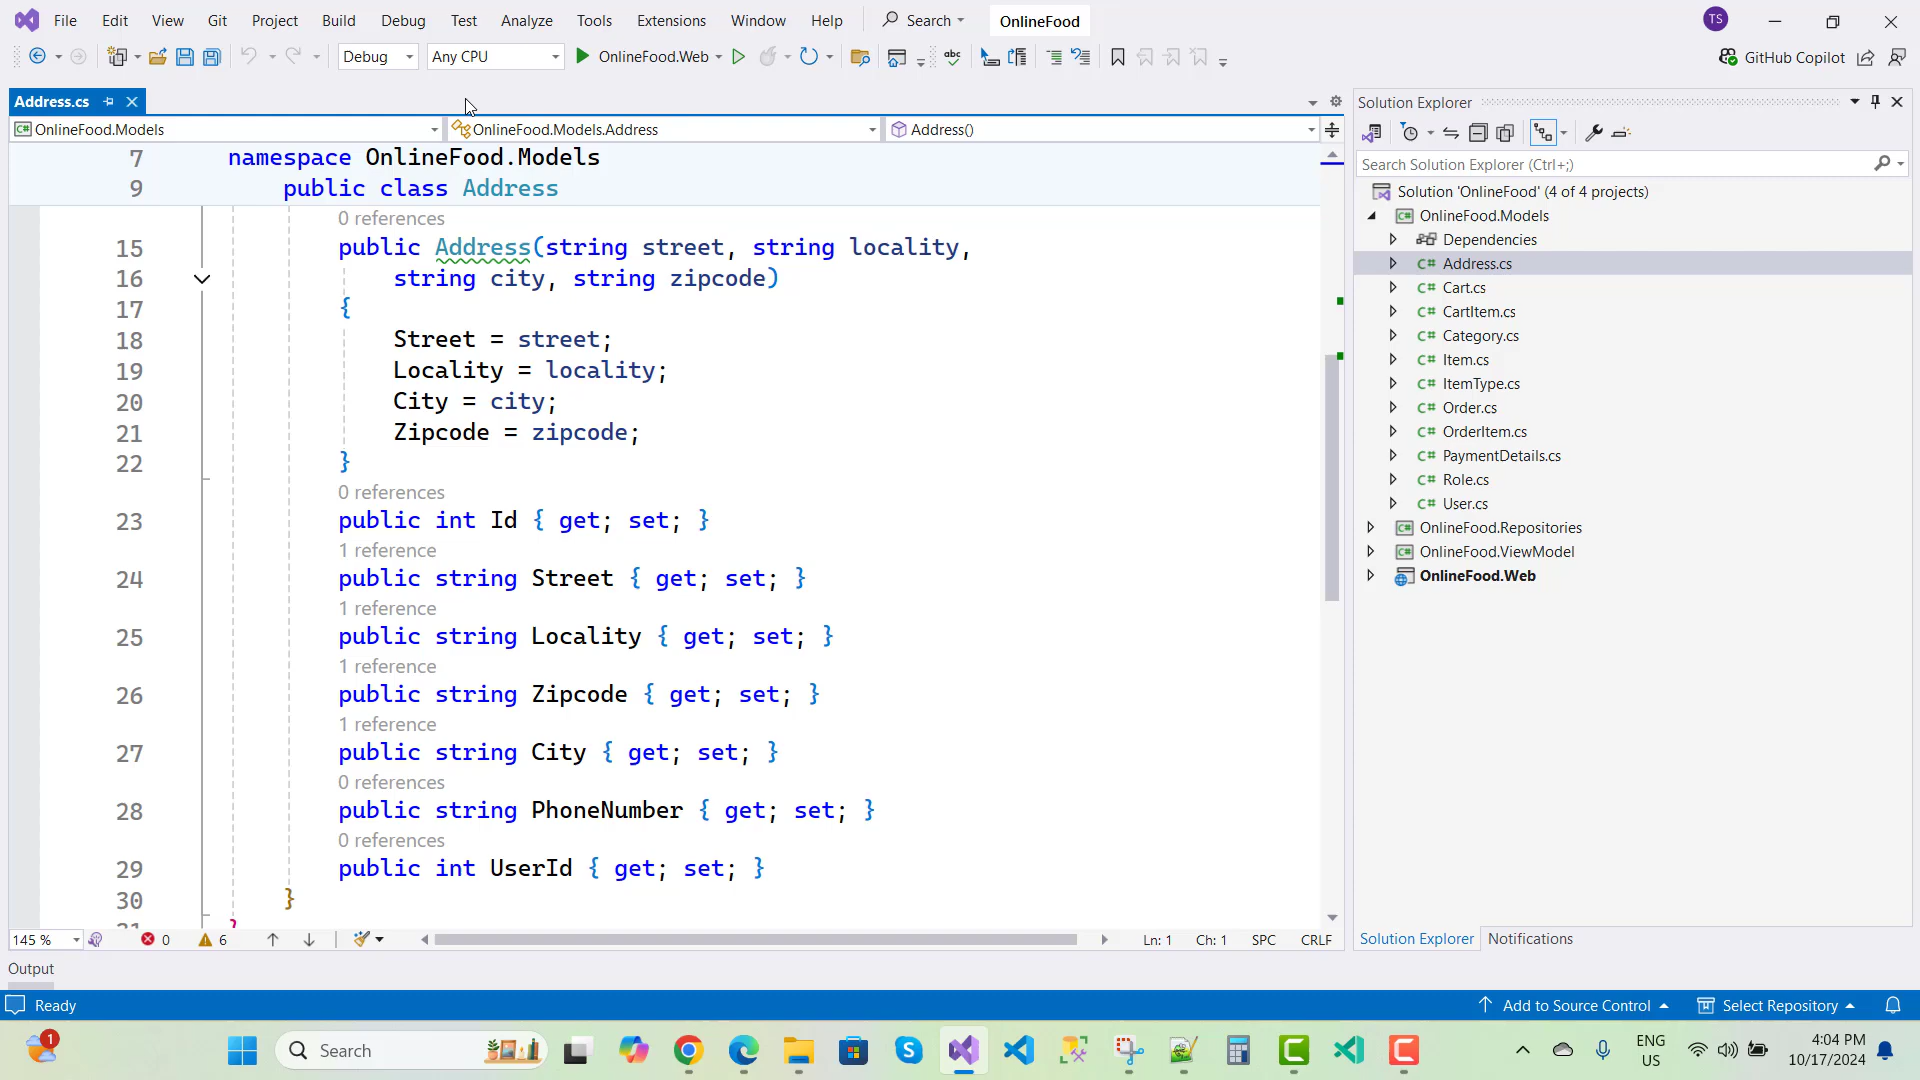 File Edit View Git Project Build Debug Test Analyze Tools Extensions Window Help Search OnlineFood TS
Debug Any CPU OnlineFood.Web abc GitHub Copilot
Address.cs
OnlineFood.Models OnlineFood.Models.Address Address()
7 namespace OnlineFood.Models
9 public class Address
0 references
15 public Address(string street, string locality,
16 string city, string zipcode)
17 {
18 Street = street;
19 Locality = locality;
20 City = city;
21 Zipcode = zipcode;
22 }
0 references
23 public int Id { get; set; }
1 reference
24 public string Street { get; set; }
1 reference
25 public string Locality { get; set; }
1 reference
26 public string Zipcode { get; set; }
1 reference
27 public string City { get; set; }
0 references
28 public string PhoneNumber { get; set; }
0 references
29 public int UserId { get; set; }
30 }
145 % 0 6 Ln: 1 Ch: 1 SPC CRLF
Solution Explorer
Search Solution Explorer (Ctrl+;)
Solution 'OnlineFood' (4 of 4 projects)
C# OnlineFood.Models
Dependencies
C# Address.cs
C# Cart.cs
C# CartItem.cs
C# Category.cs
C# Item.cs
C# ItemType.cs
C# Order.cs
C# OrderItem.cs
C# PaymentDetails.cs
C# Role.cs
C# User.cs
C# OnlineFood.Repositories
C# OnlineFood.ViewModel
OnlineFood.Web
Solution Explorer Notifications
Output
Ready Add to Source Control Select Repository
1 Search ENG 4:04 PM
US 10/17/2024